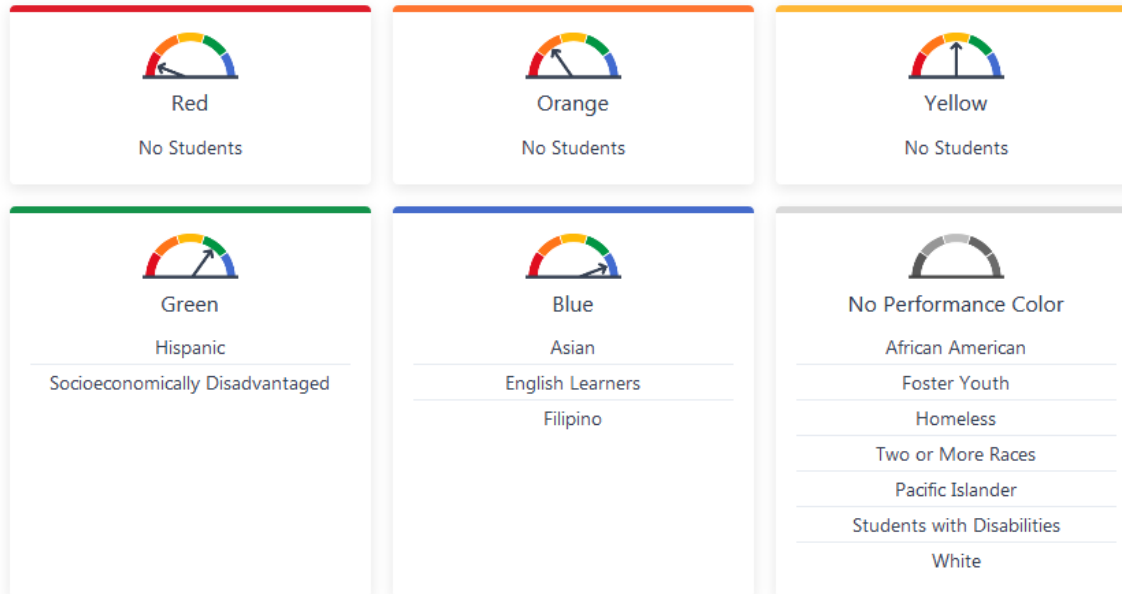 Red
No Students
Orange
No Students
Yellow
No Students
Green
Hispanic
Socioeconomically Disadvantaged
Blue
Asian
English Learners
Filipino
No Performance Color
African American
Foster Youth
Homeless
Two or More Races
Pacific Islander
Students with Disabilities
White